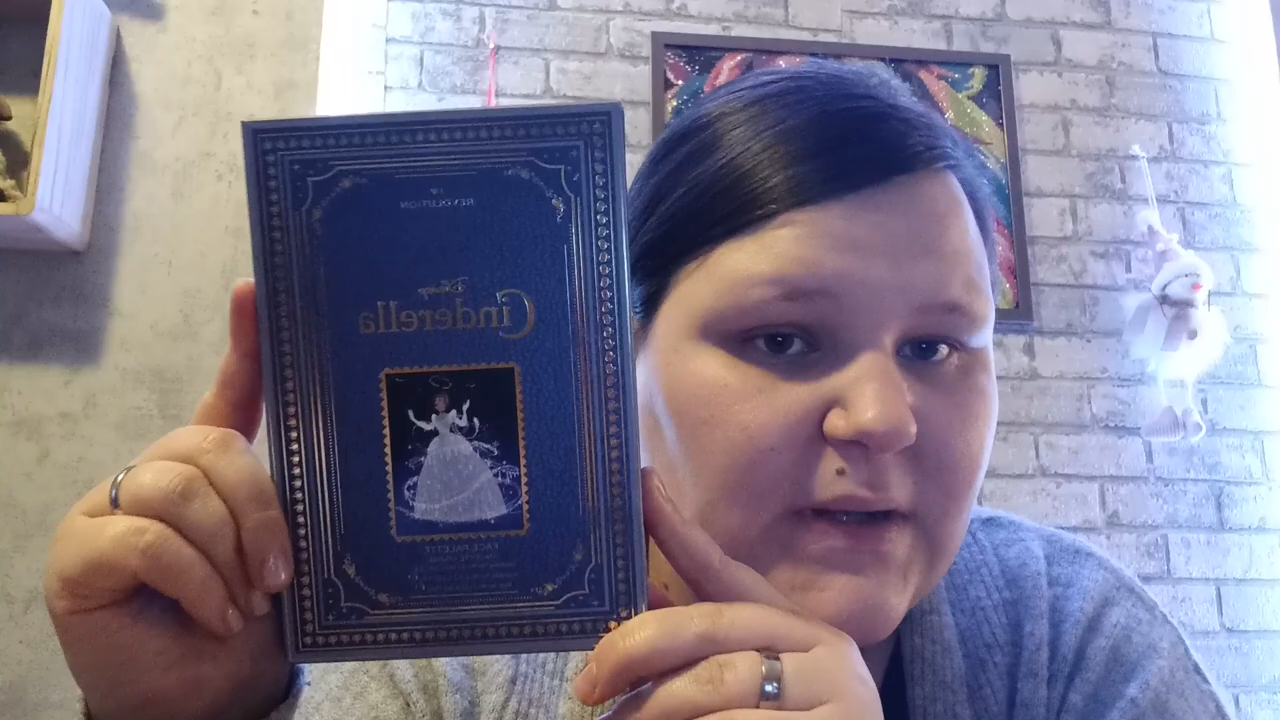 I ♥
REVOLUTION
Disney
Cinderella
FACE PALETTE